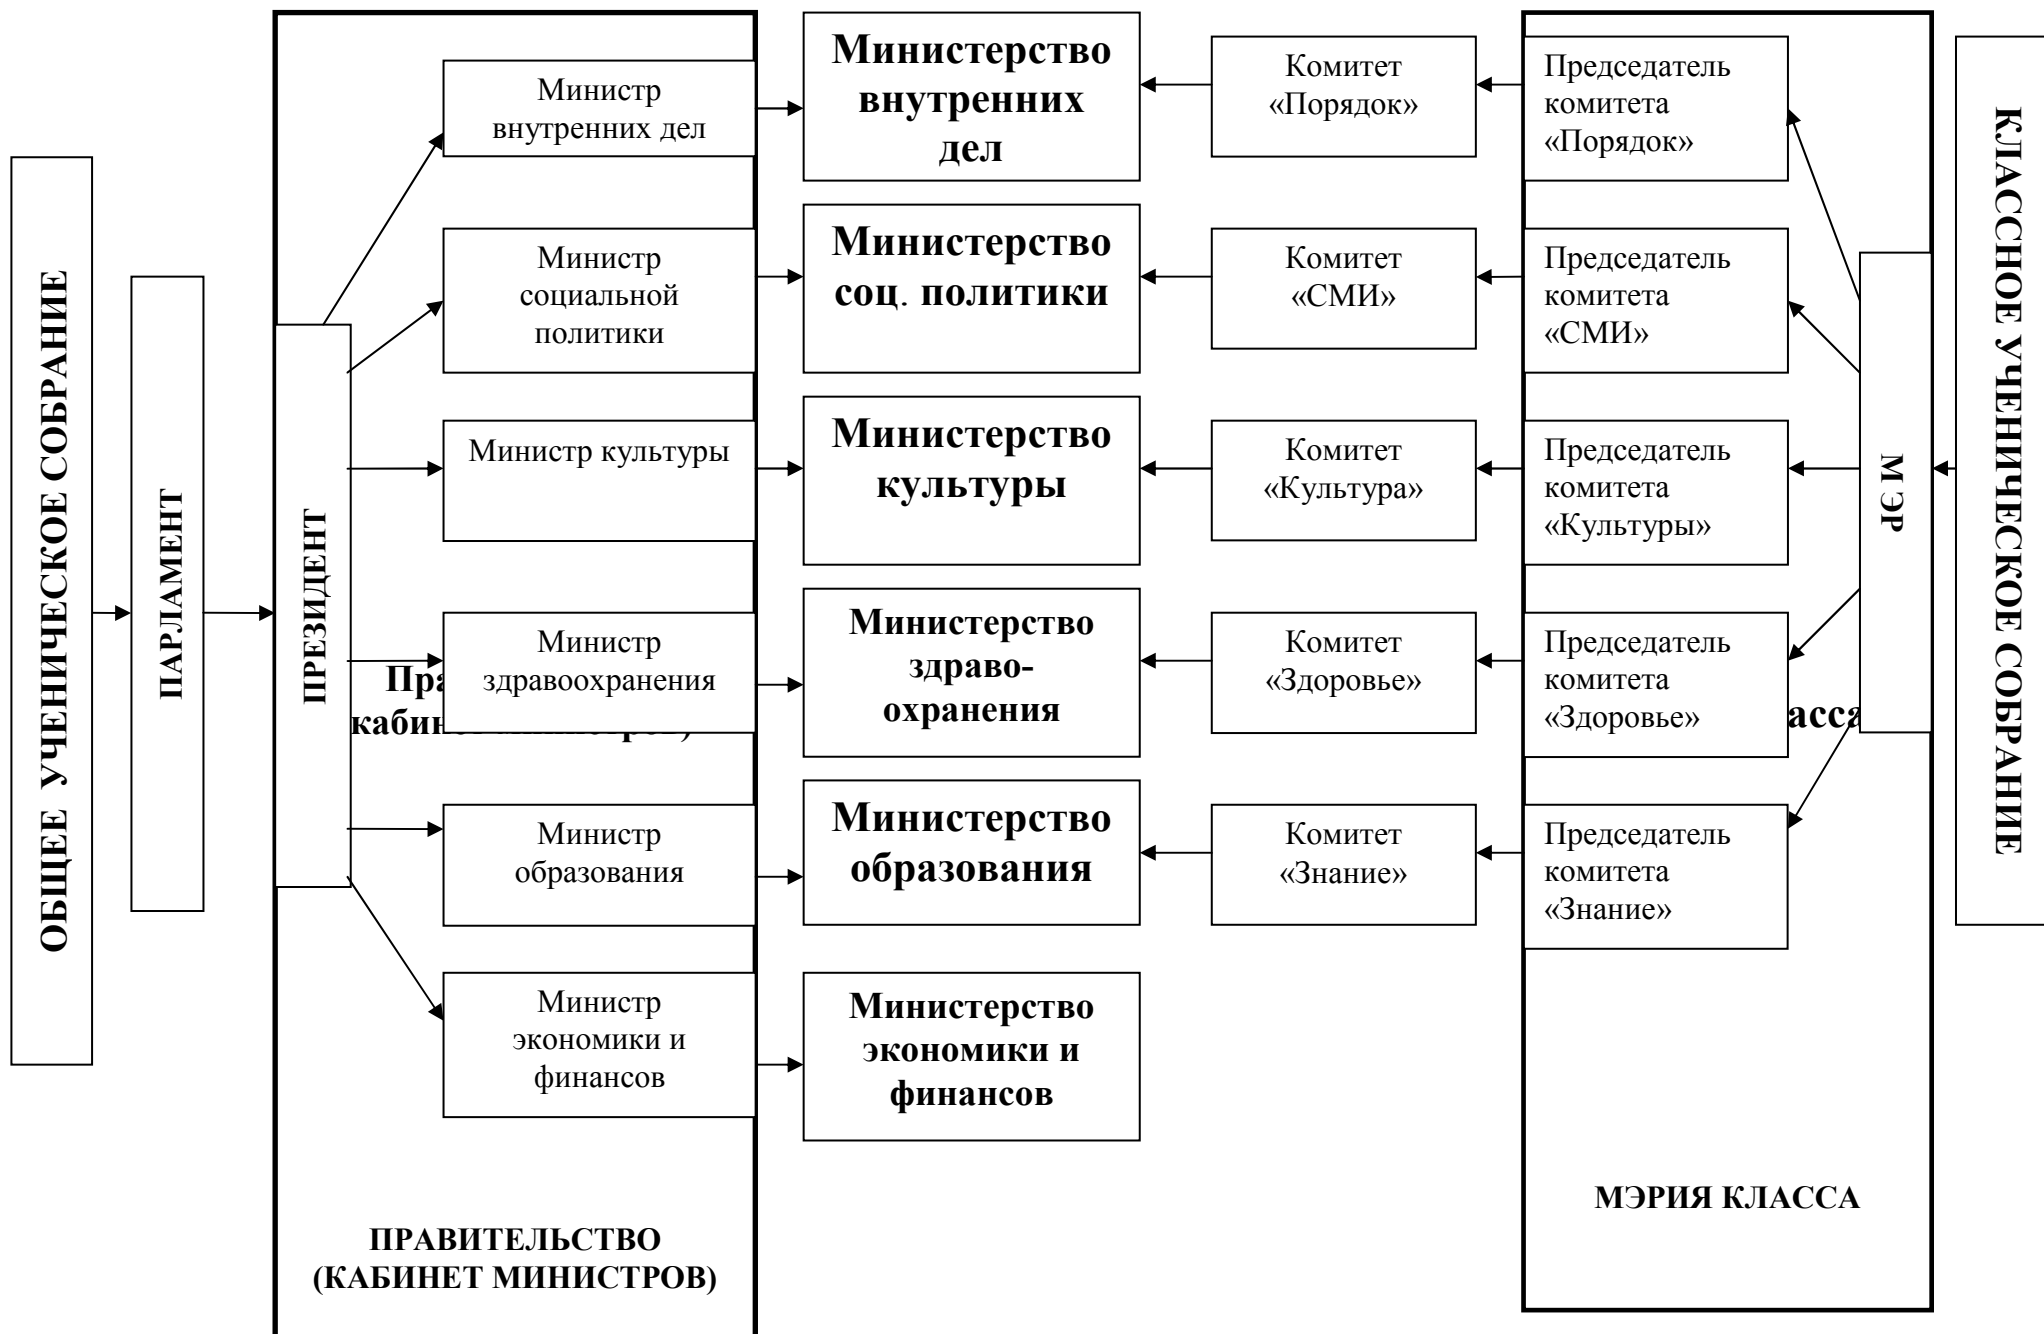 ОБЩЕЕ УЧЕНИЧЕСКОЕ СОБРАНИЕ
ПАРЛАМЕНТ
ПРЕЗИДЕНТ
Министр
внутренних дел
Министр
социальной
политики
Министр культуры
Министр
здравоохранения
Министр
образования
Министр
экономики и
финансов
ПРАВИТЕЛЬСТВО
(КАБИНЕТ МИНИСТРОВ)
Министерство
внутренних
дел
Министерство
соц. политики
Министерство
культуры
Министерство
здраво-
охранения
Министерство
образования
Министерство
экономики и
финансов
Комитет
«Порядок»
Комитет
«СМИ»
Комитет
«Культура»
Комитет
«Здоровье»
Комитет
«Знание»
Председатель
комитета
«Порядок»
Председатель
комитета
«СМИ»
Председатель
комитета
«Культуры»
Председатель
комитета
«Здоровье»
Председатель
комитета
«Знание»
МЭРИЯ КЛАССА
М ЭР
КЛАССНОЕ УЧЕНИЧЕСКОЕ СОБРАНИЕ